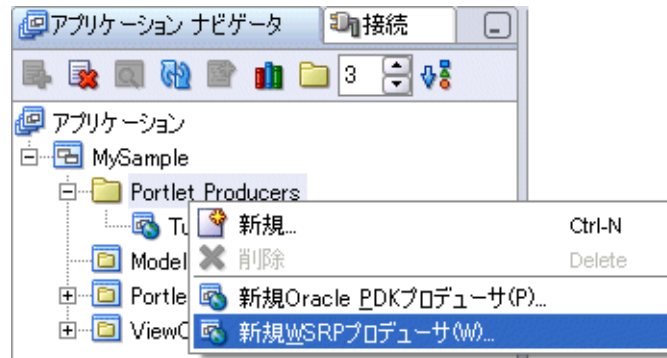 アプリケーション ナビゲータ 接続
3
アプリケーション
MySample
Portlet Producers
Tu 新規... Ctrl-N
Model 削除 Delete
Portle 新規Oracle PDKプロデューサ(P)...
ViewC 新規WSRPプロデューサ(W)...